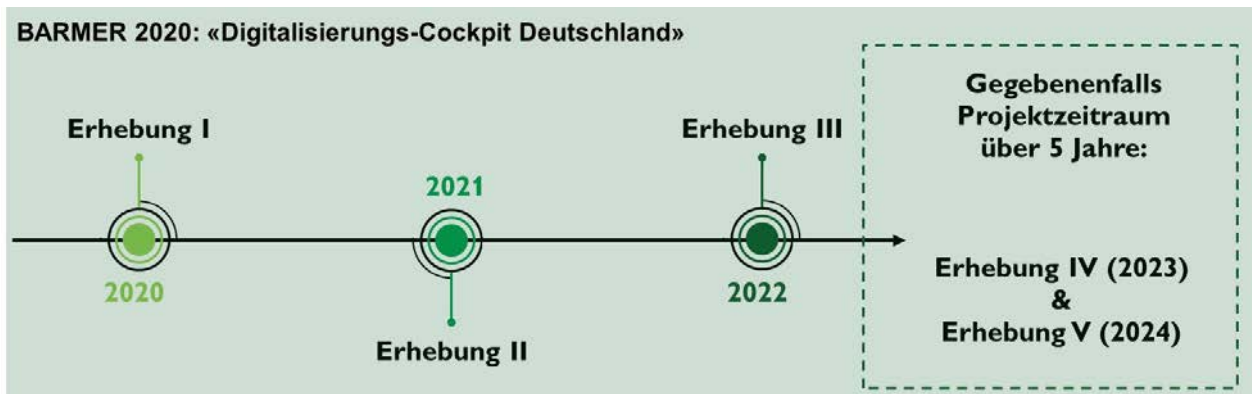 BARMER 2020: «Digitalisierungs-Cockpit Deutschland»
Erhebung I
2020
2021
Erhebung II
Erhebung III
2022
Gegebenenfalls
Projektzeitraum
über 5 Jahre:
Erhebung IV (2023)
&
Erhebung V (2024)